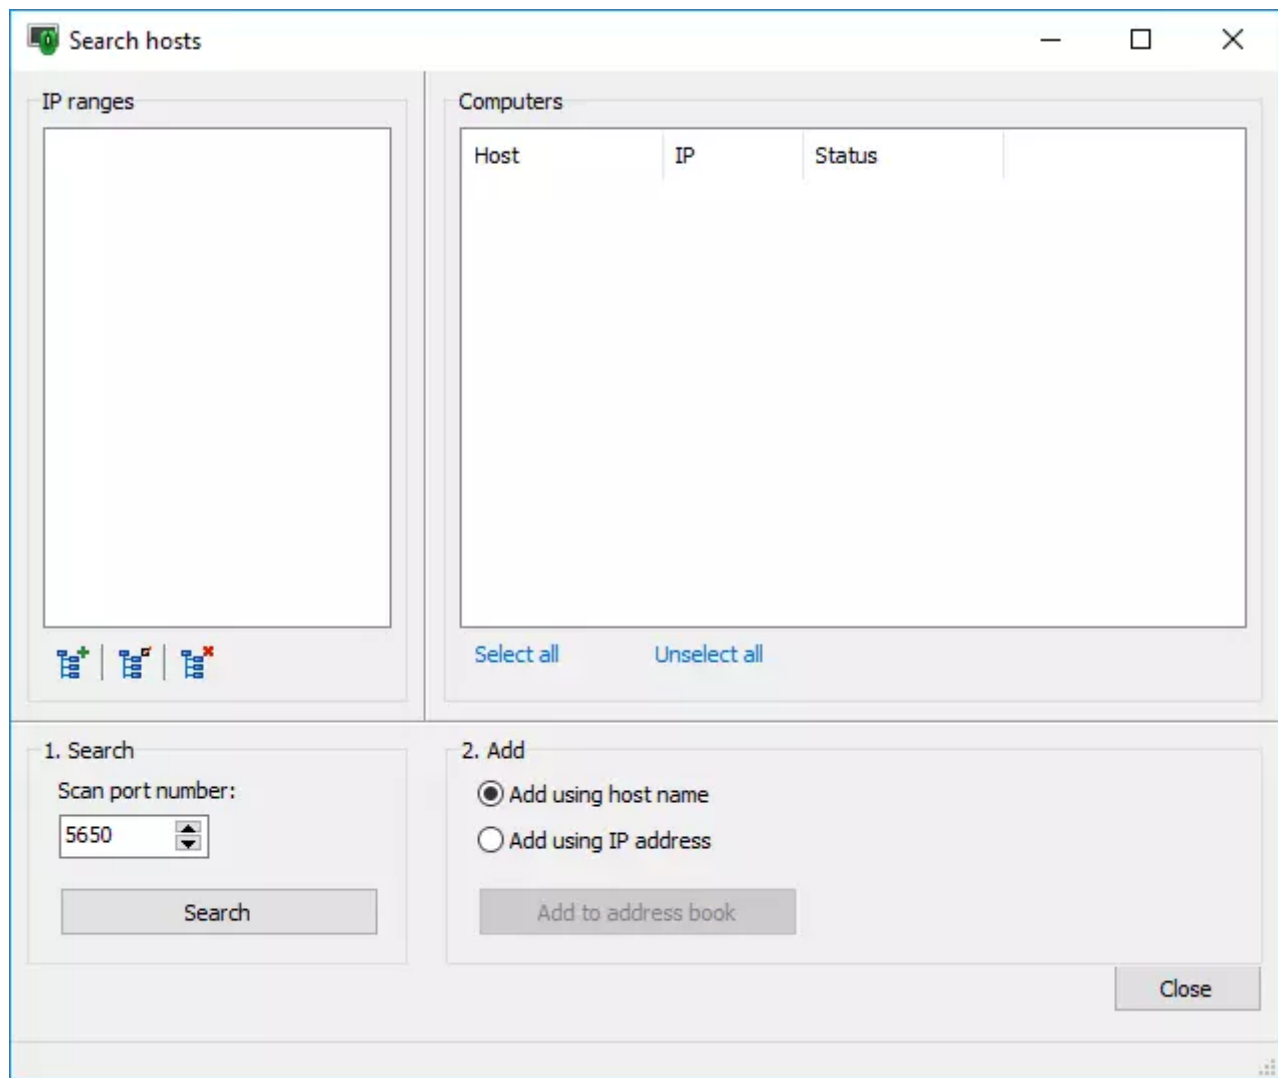 Search hosts
IP ranges
Computers
Host IP Status
Select all Unselect all
1. Search
Scan port number:
5650
Search
2. Add
Add using host name
Add using IP address
Add to address book
Close